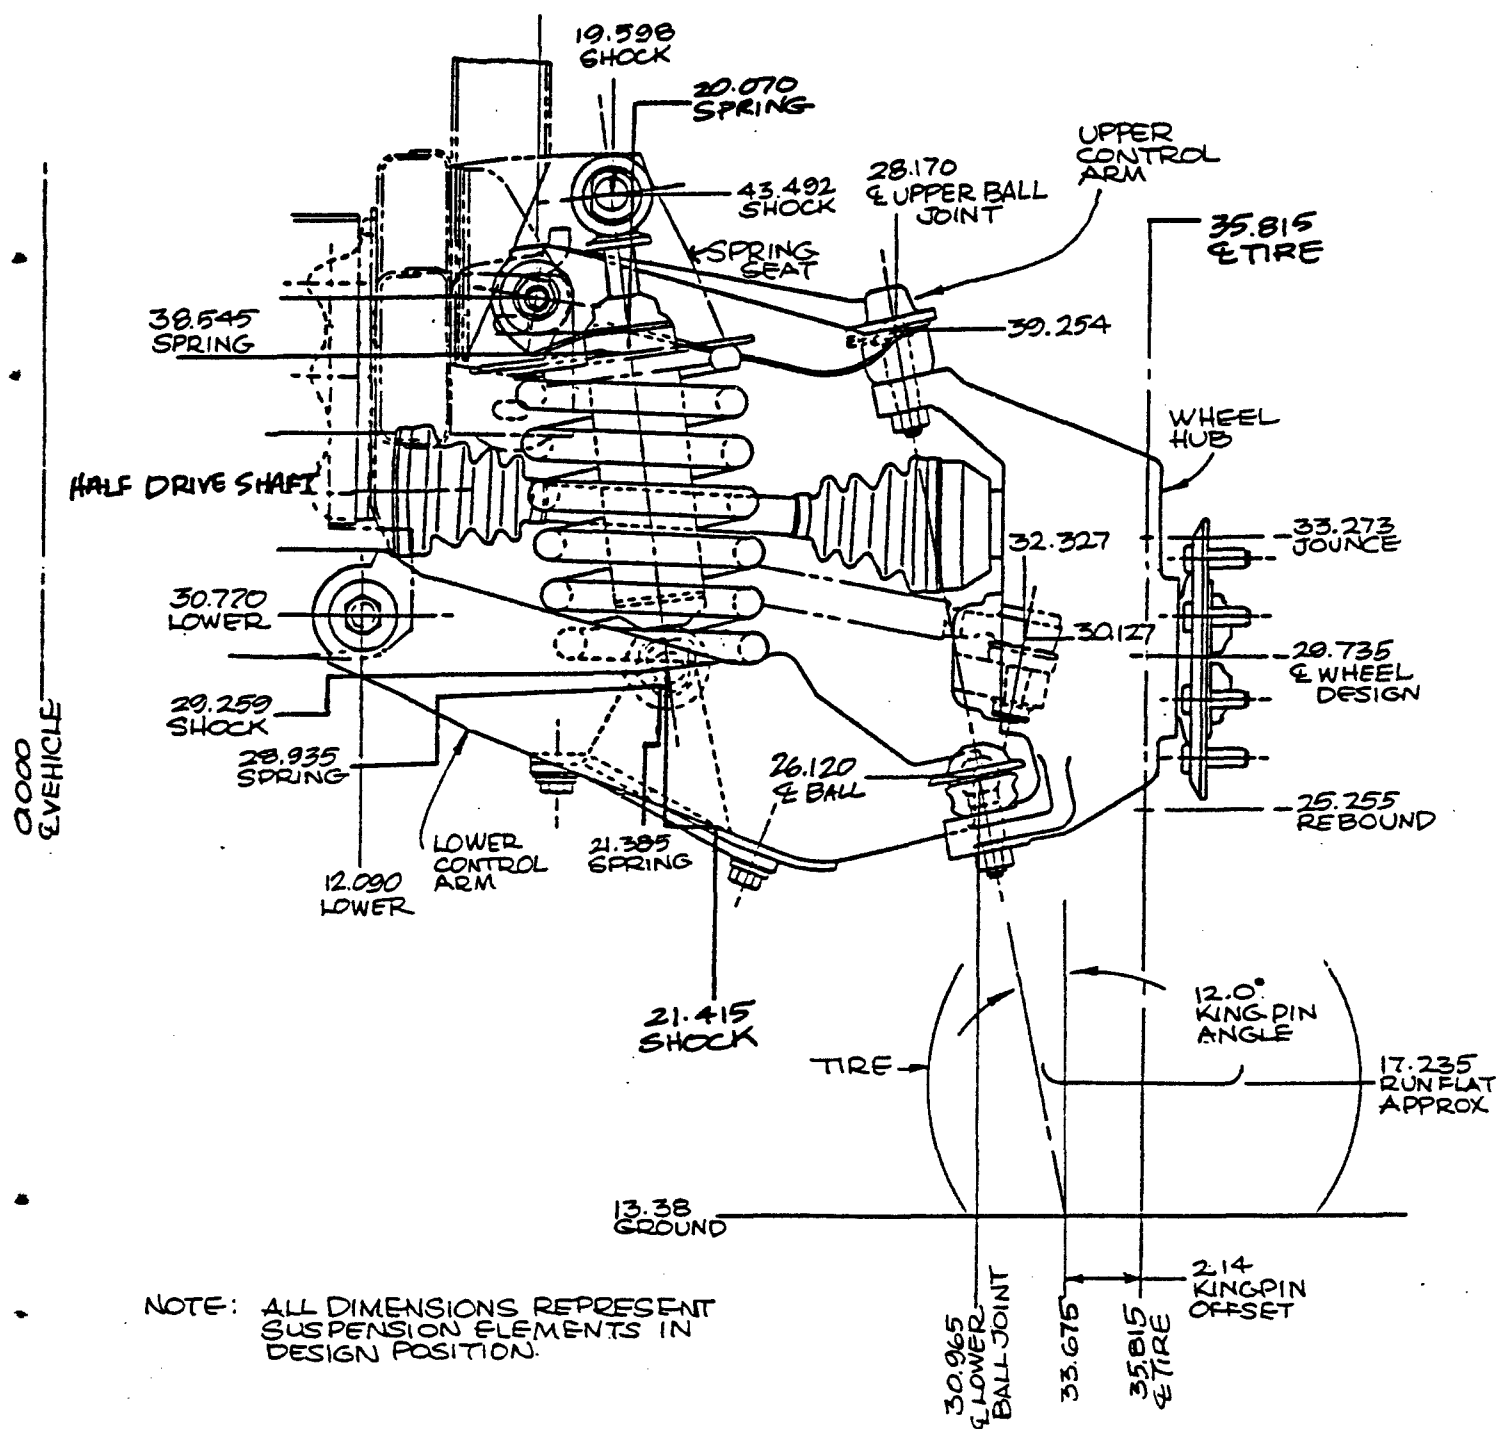 19.598
SHOCK
20.070
SPRING
UPPER
CONTROL
ARM
28.170
℄ UPPER BALL
JOINT
43.492
SHOCK
35.815
℄ TIRE
SPRING
SEAT
38.545
SPRING
39.254
WHEEL
HUB
HALF DRIVE SHAFT
33.273
JOUNCE
32.327
30.770
LOWER
30.127
29.735
℄ WHEEL
DESIGN
29.259
SHOCK
28.935
SPRING
0.000
℄ VEHICLE
26.120
℄ BALL
25.255
REBOUND
LOWER
CONTROL
ARM
21.385
SPRING
12.090
LOWER
21.415
SHOCK
12.0°
KINGPIN
ANGLE
TIRE
17.235
RUN FLAT
APPROX
13.38
GROUND
2.14
KINGPIN
OFFSET
30.965
℄ LOWER
BALL JOINT
33.675
35.815
℄ TIRE
NOTE: ALL DIMENSIONS REPRESENT
SUSPENSION ELEMENTS IN
DESIGN POSITION.